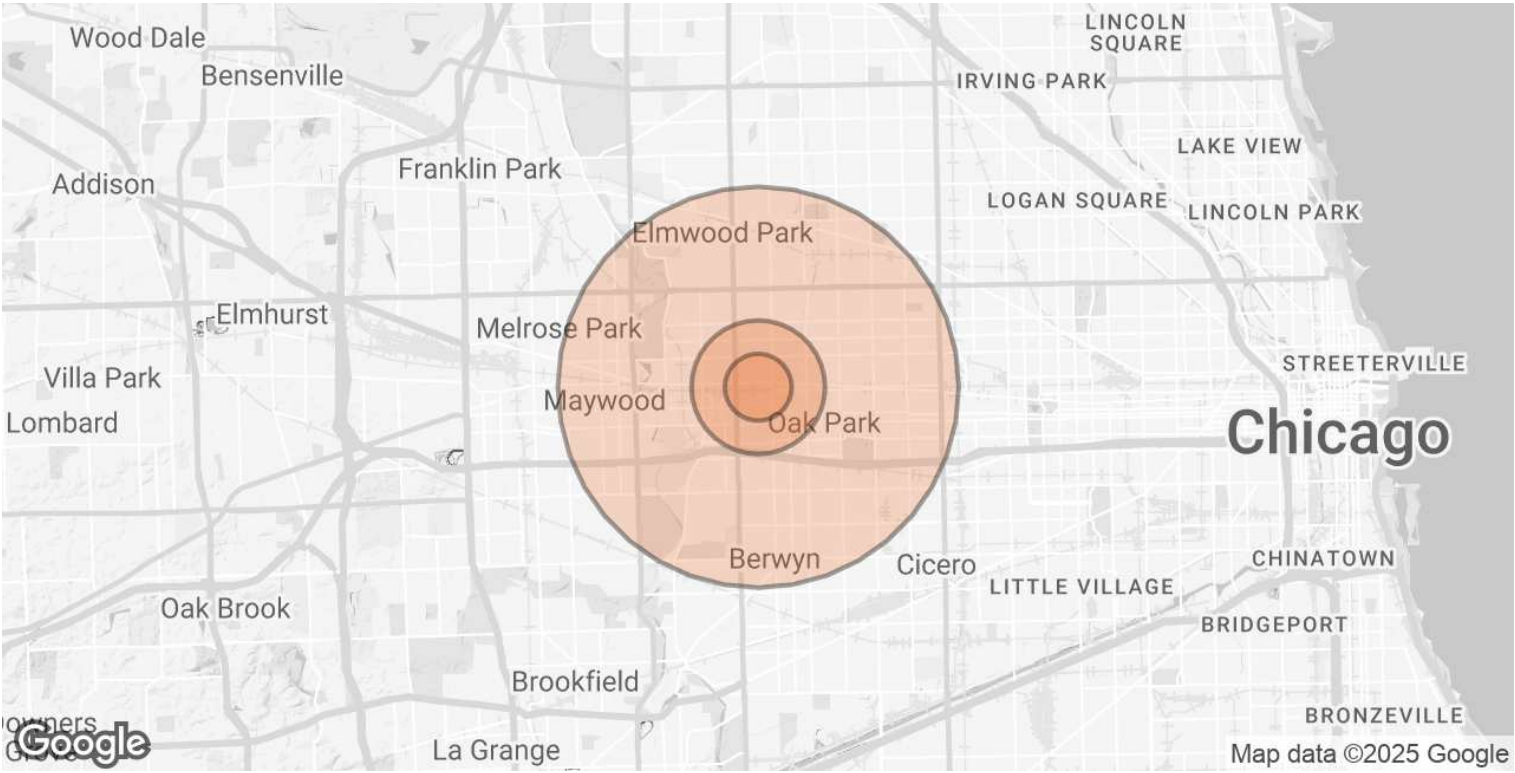 LINCOLN
SQUARE
Wood Dale
Bensenville
IRVING PARK
LAKE VIEW
Franklin Park
Addison
LOGAN SQUARE
LINCOLN PARK
Elmwood Park
Elmhurst
Melrose Park
STREETERVILLE
Villa Park
Maywood
Lombard
Oak Park
Chicago
Berwyn
Cicero
CHINATOWN
LITTLE VILLAGE
Oak Brook
BRIDGEPORT
Brookfield
BRONZEVILLE
owners
Grove
Google
La Grange
Map data ©2025 Google